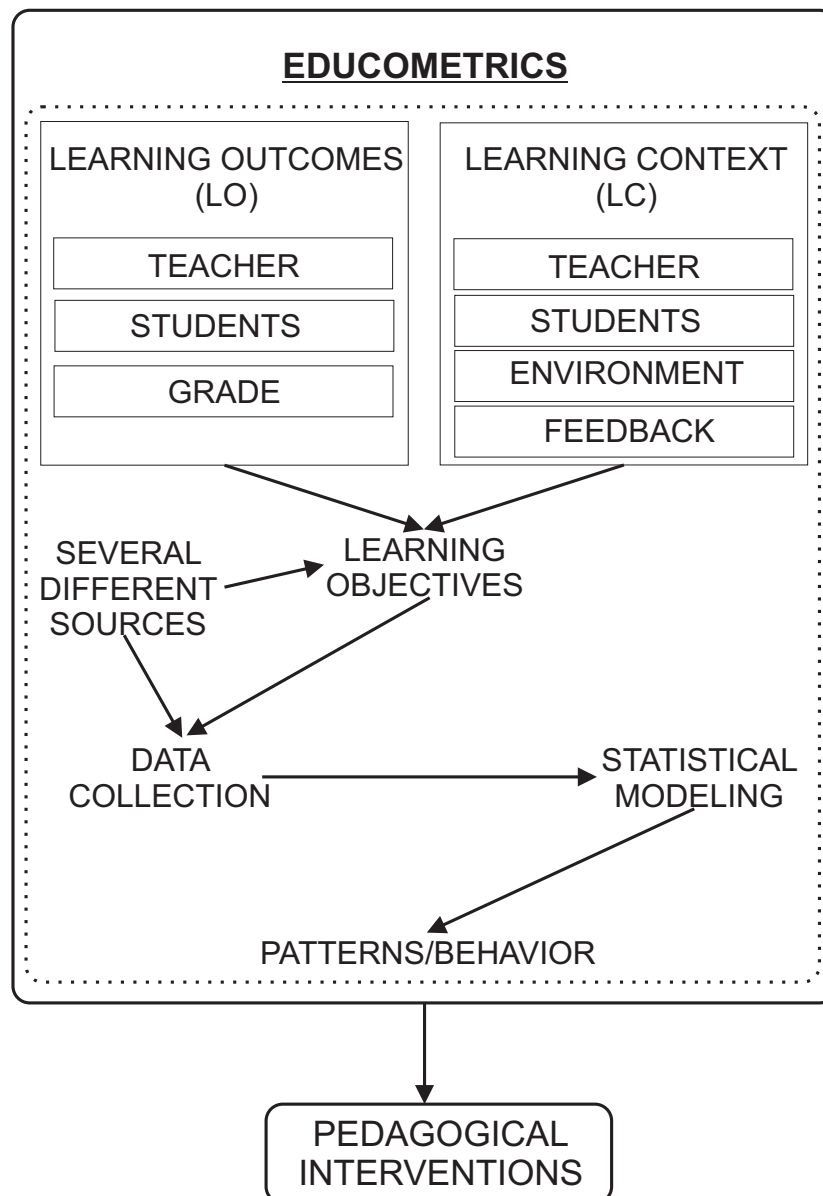 EDUCOMETRICS
LEARNING OUTCOMES
(LO)
TEACHER
STUDENTS
GRADE
LEARNING CONTEXT
(LC)
TEACHER
STUDENTS
ENVIRONMENT
FEEDBACK
SEVERAL
DIFFERENT
SOURCES
LEARNING
OBJECTIVES
DATA
COLLECTION
STATISTICAL
MODELING
PATTERNS/BEHAVIOR
PEDAGOGICAL
INTERVENTIONS